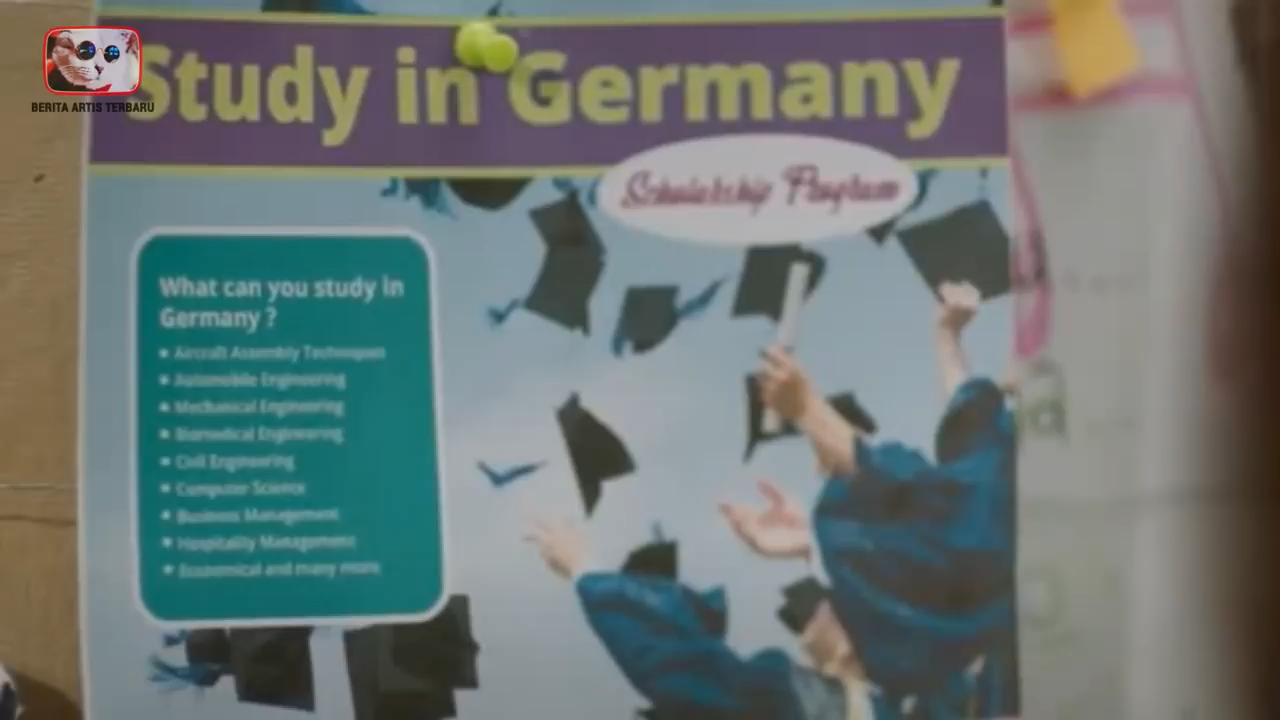 BERITA ARTIS TERBARU
Study in Germany
Scholarship Program
What can you study in
Germany ?
Aircraft Assembly Technician
Automobile Engineering
Mechanical Engineering
Biomedical Engineering
Civil Engineering
Computer Science
Business Management
Hospitality Management
Economical and many more